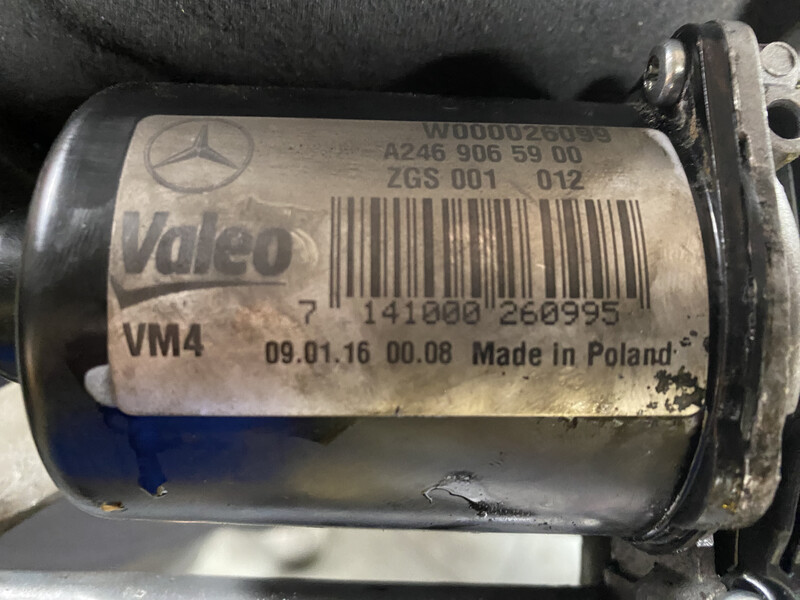 W000026099
A246 906 59 00
ZGS 001 012
Valeo
7 141000 260995
VM4
09.01.16 00.08 Made in Poland